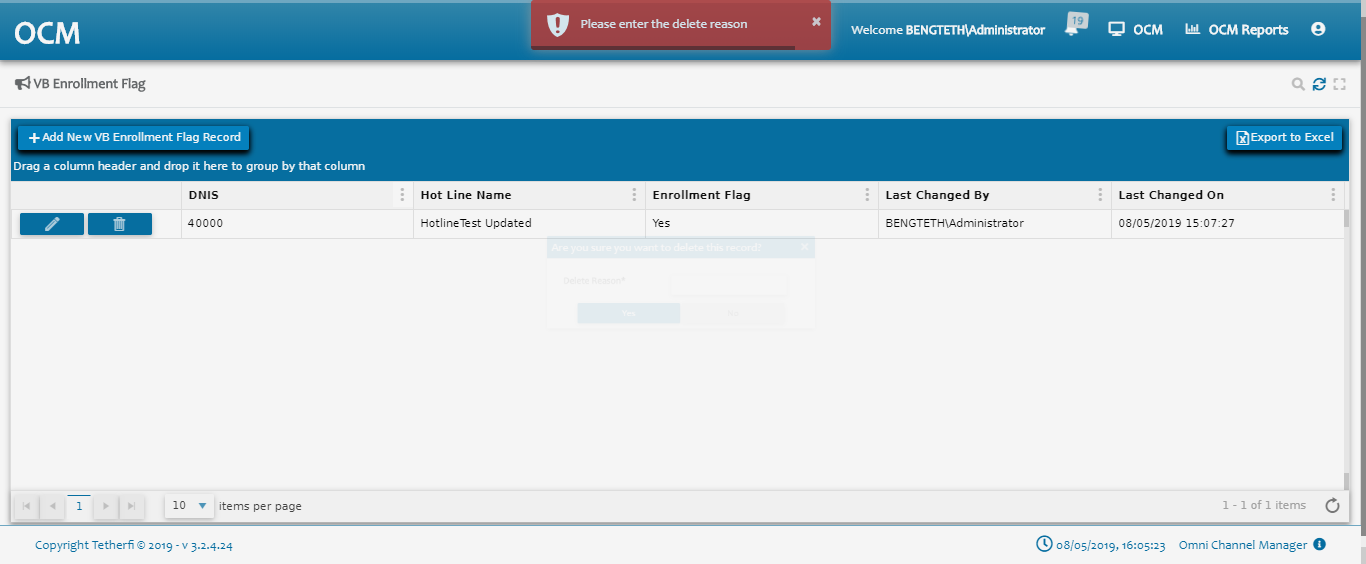 OCM
Please enter the delete reason
Welcome BENGTETH\Administrator
19
OCM
OCM Reports
VB Enrollment Flag
Add New VB Enrollment Flag Record
Export to Excel
Drag a column header and drop it here to group by that column
DNIS
Hot Line Name
Enrollment Flag
Last Changed By
Last Changed On
40000
HotlineTest Updated
Yes
BENGTETH\Administrator
08/05/2019 15:07:27
Are you sure you want to delete this record?
Delete Reason*
Yes
No
1
10
items per page
1 - 1 of 1 items
Copyright Tetherfi © 2019 - v 3.2.4.24
08/05/2019, 16:05:23
Omni Channel Manager